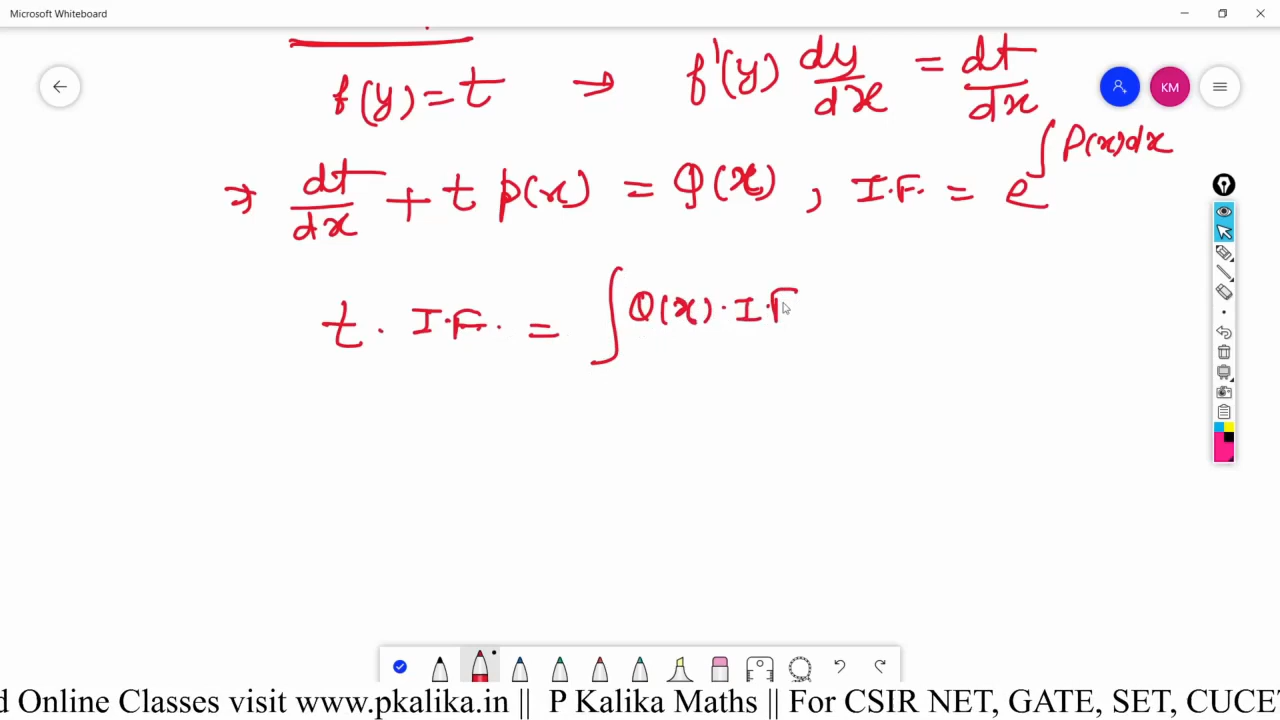 Microsoft Whiteboard
f(y) = t ⇒ f'(y) dy/dx = dt/dx
KM
⇒ dt/dx + t p(x) = Q(x) , I.F. = e^∫P(x)dx
t . I.F. = ∫Q(x) . I.F
d Online Classes visit www.pkalika.in || P Kalika Maths || For CSIR NET, GATE, SET, CUCET